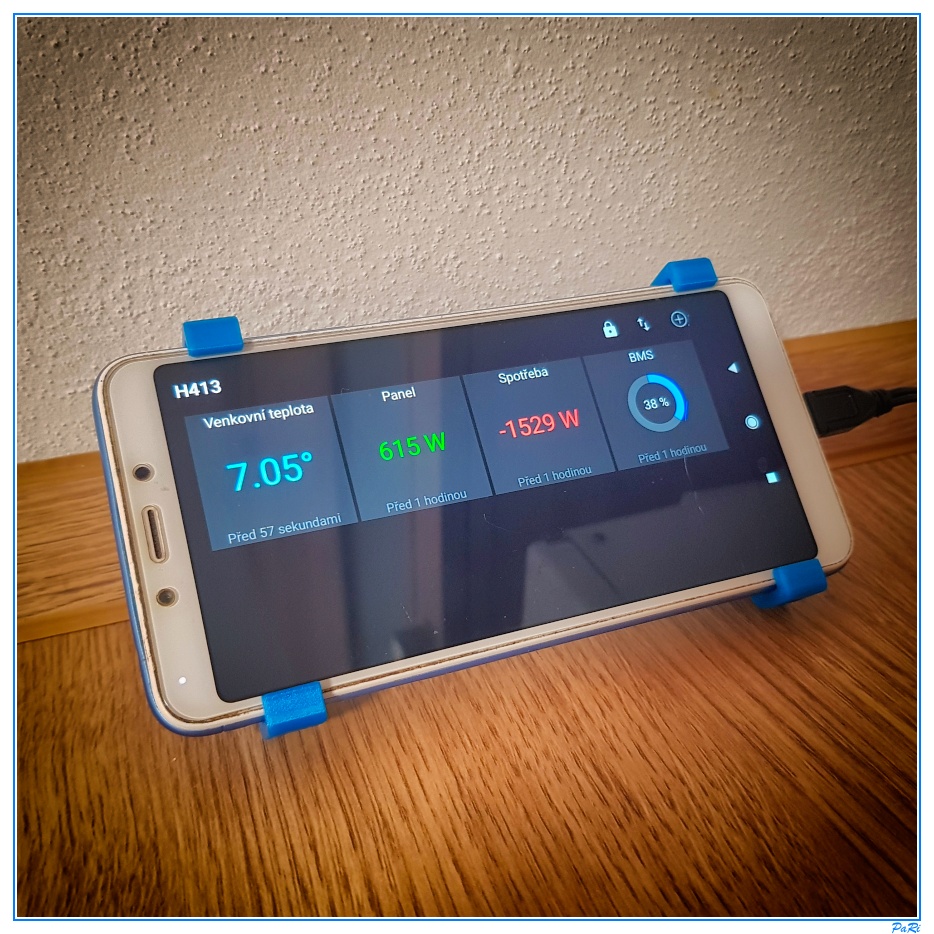 H413
Venkovní teplota
7.05°
Před 57 sekundami
Panel
615 W
Před 1 hodinou
Spotřeba
-1529 W
Před 1 hodinou
BMS
38 %
Před 1 hodinou
PaRi